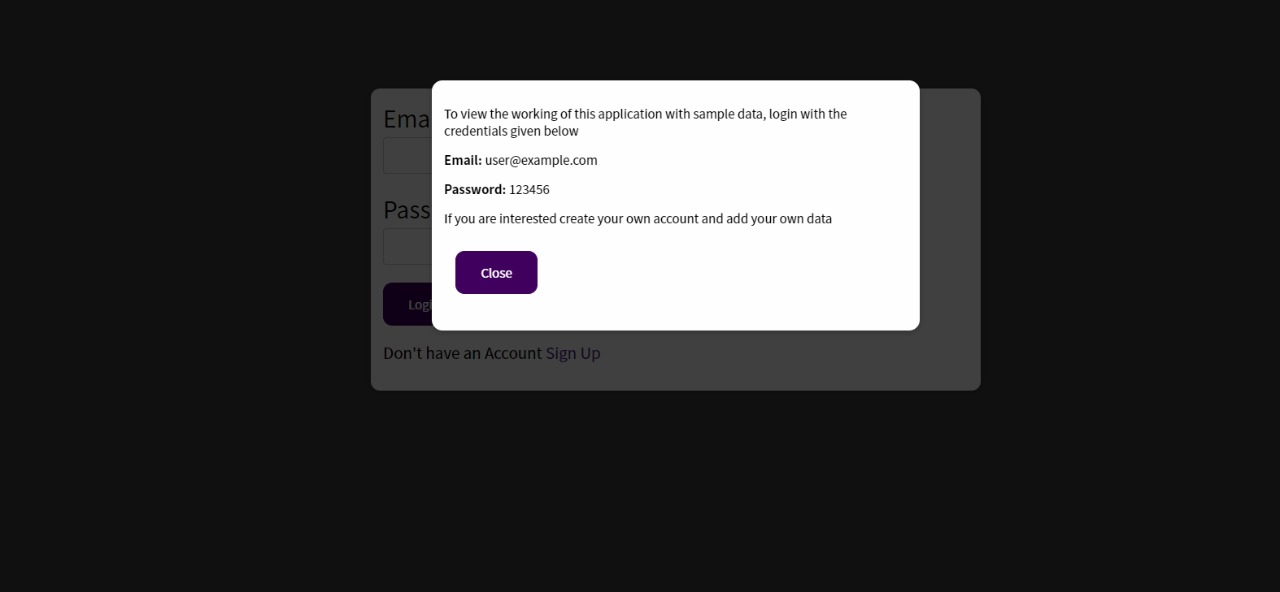 To view the working of this application with sample data, login with the
credentials given below
Email: user@example.com
Password: 123456
If you are interested create your own account and add your own data
Close
Ema
Pass
Logi
Don't have an Account Sign Up